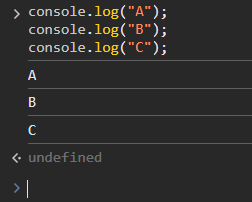 console.log("A");
console.log("B");
console.log("C");
A
B
C
undefined